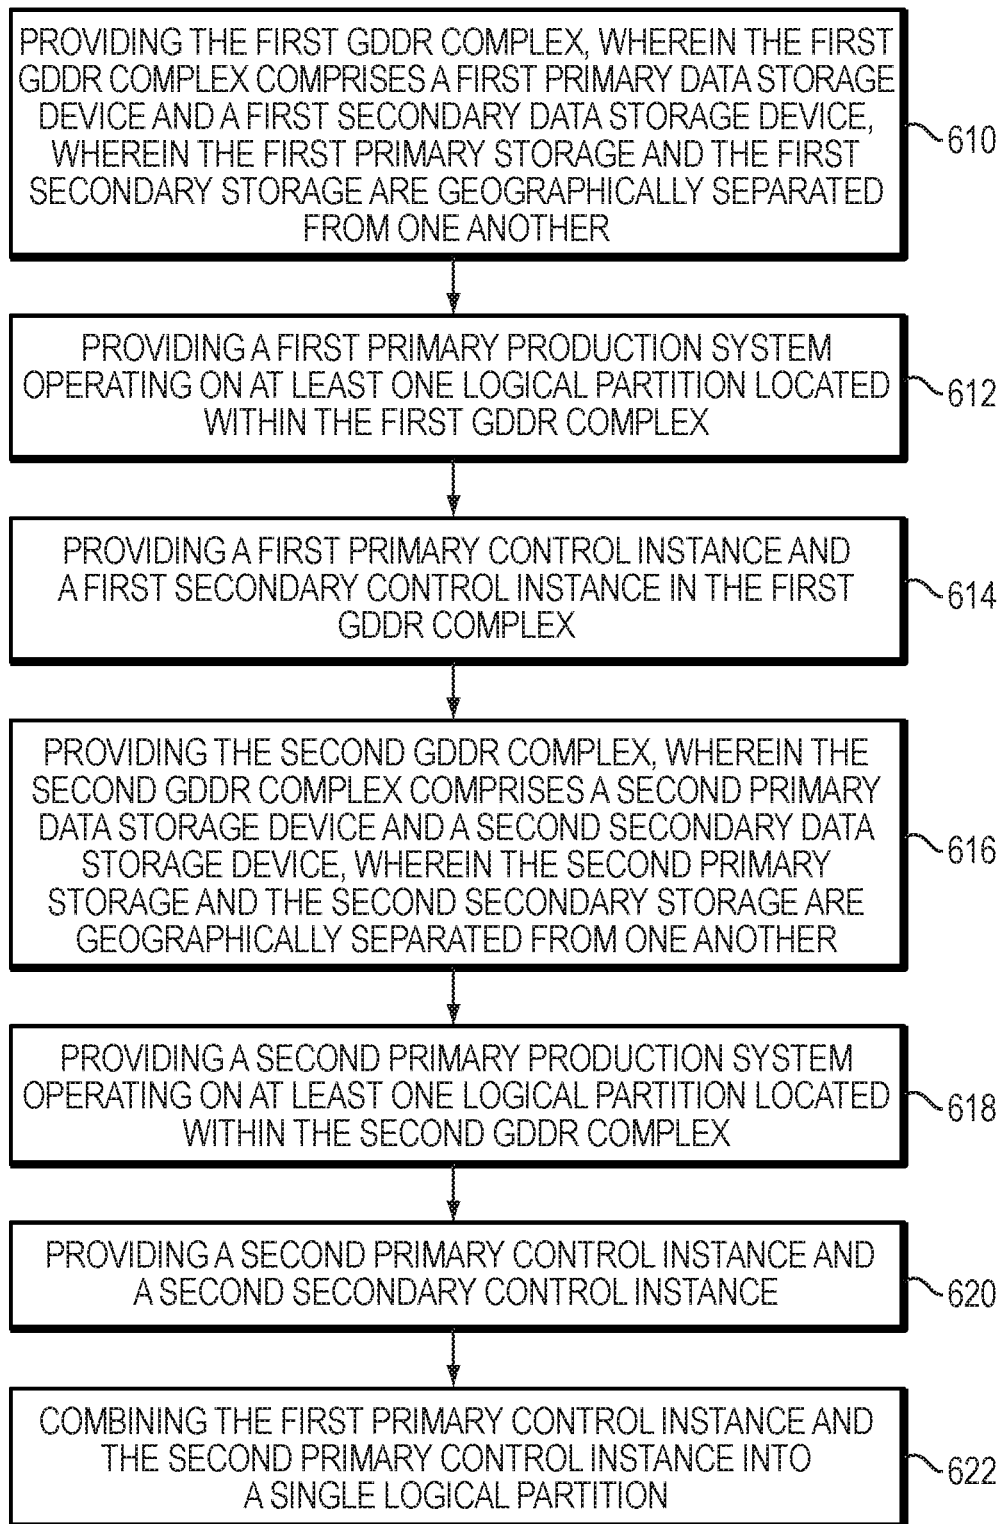 PROVIDING THE FIRST GDDR COMPLEX, WHEREIN THE FIRST
GDDR COMPLEX COMPRISES A FIRST PRIMARY DATA STORAGE
DEVICE AND A FIRST SECONDARY DATA STORAGE DEVICE,
WHEREIN THE FIRST PRIMARY STORAGE AND THE FIRST
SECONDARY STORAGE ARE GEOGRAPHICALLY SEPARATED
FROM ONE ANOTHER
610
PROVIDING A FIRST PRIMARY PRODUCTION SYSTEM
OPERATING ON AT LEAST ONE LOGICAL PARTITION LOCATED
WITHIN THE FIRST GDDR COMPLEX
612
PROVIDING A FIRST PRIMARY CONTROL INSTANCE AND
A FIRST SECONDARY CONTROL INSTANCE IN THE FIRST
GDDR COMPLEX
614
PROVIDING THE SECOND GDDR COMPLEX, WHEREIN THE
SECOND GDDR COMPLEX COMPRISES A SECOND PRIMARY
DATA STORAGE DEVICE AND A SECOND SECONDARY DATA
STORAGE DEVICE, WHEREIN THE SECOND PRIMARY
STORAGE AND THE SECOND SECONDARY STORAGE ARE
GEOGRAPHICALLY SEPARATED FROM ONE ANOTHER
616
PROVIDING A SECOND PRIMARY PRODUCTION SYSTEM
OPERATING ON AT LEAST ONE LOGICAL PARTITION LOCATED
WITHIN THE SECOND GDDR COMPLEX
618
PROVIDING A SECOND PRIMARY CONTROL INSTANCE AND
A SECOND SECONDARY CONTROL INSTANCE
620
COMBINING THE FIRST PRIMARY CONTROL INSTANCE AND
THE SECOND PRIMARY CONTROL INSTANCE INTO
A SINGLE LOGICAL PARTITION
622